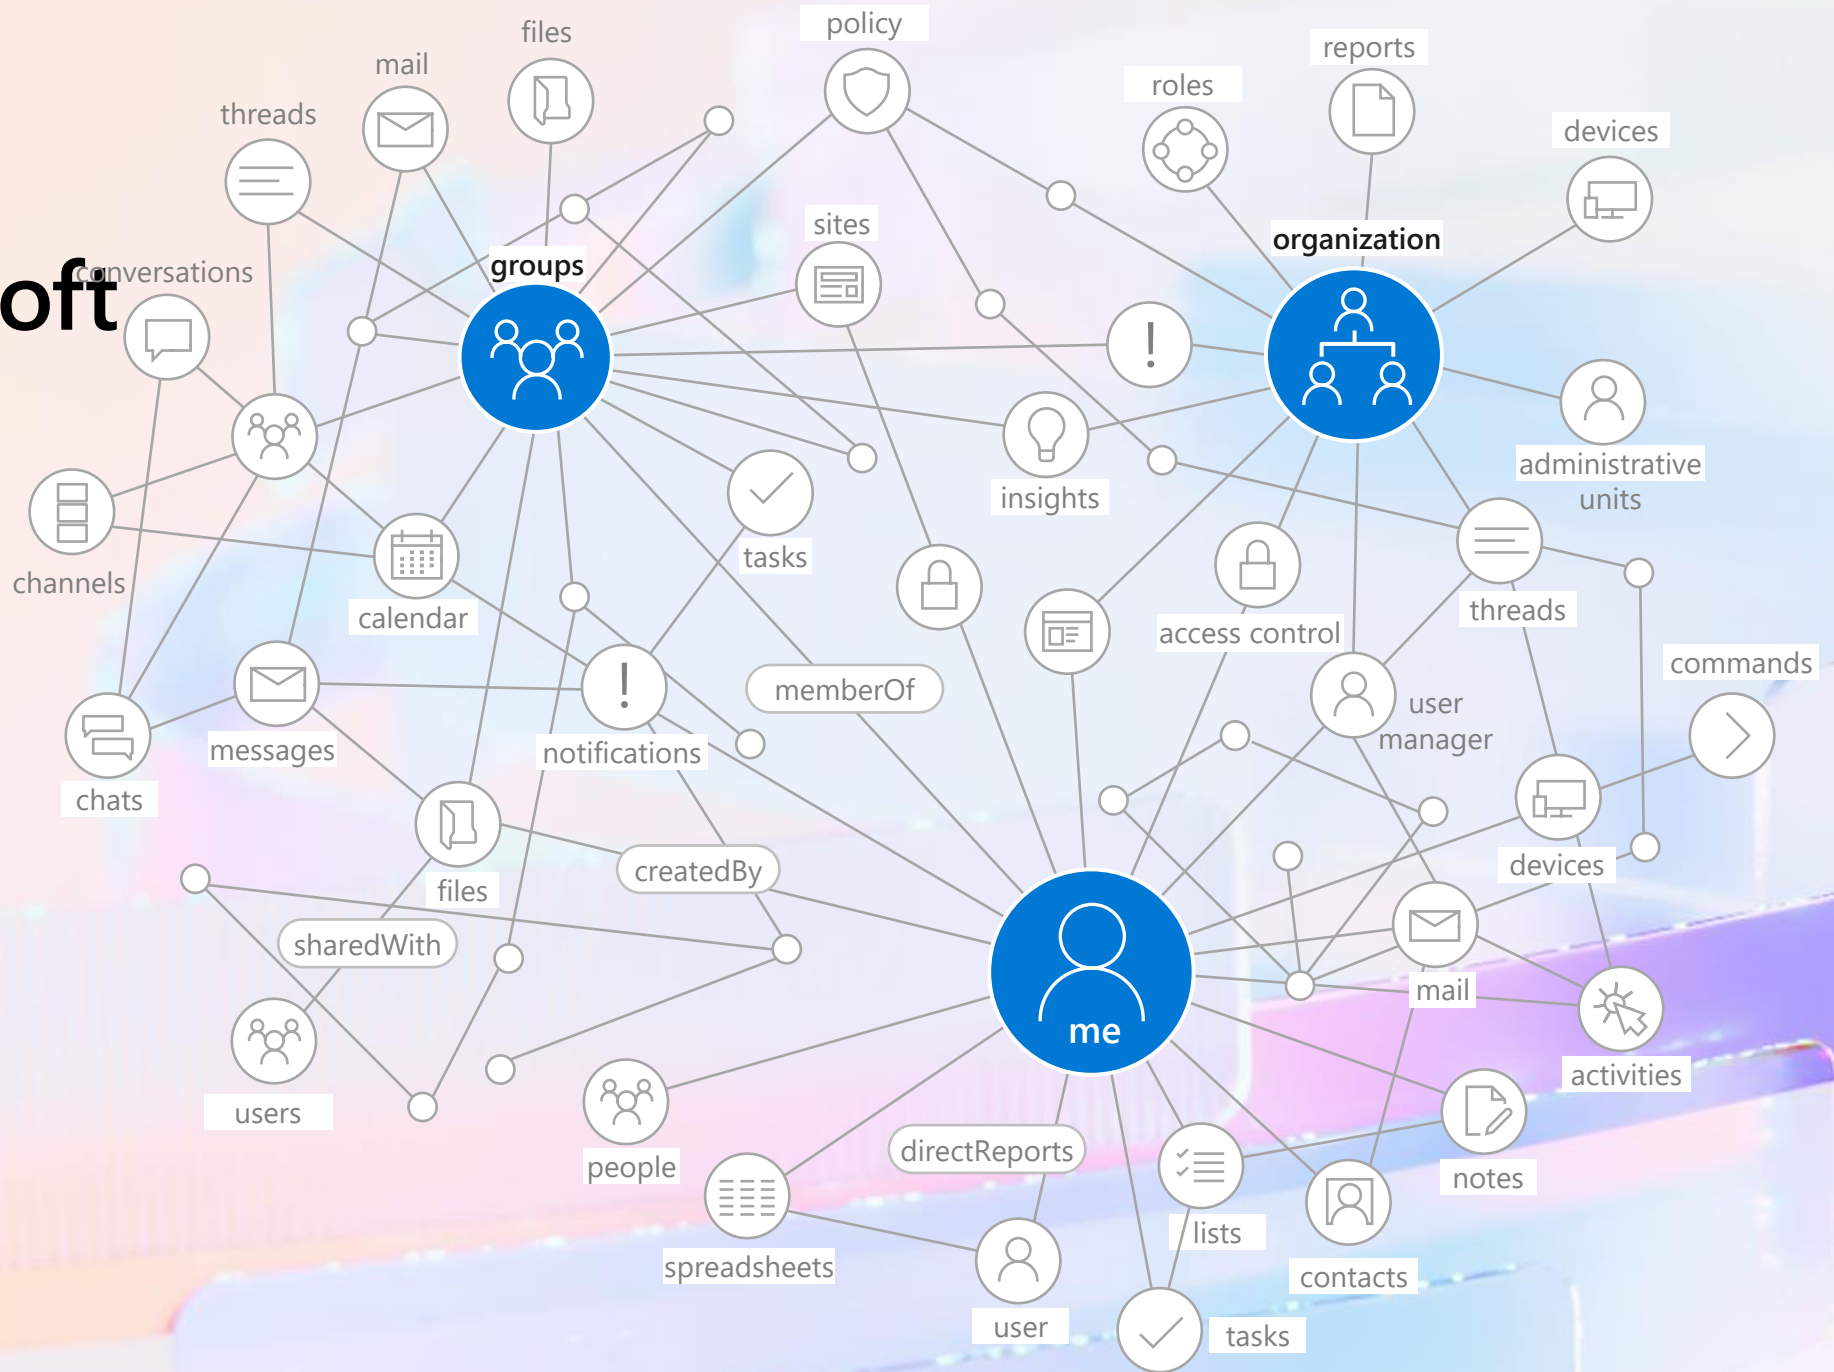 policy
files
reports
mail
roles
threads
devices
sites
organization
groups
conversations
oft
!
administrative
units
insights
tasks
channels
calendar
threads
access control
commands
memberOf
!
user
manager
messages
notifications
chats
devices
createdBy
files
sharedWith
mail
me
activities
users
directReports
people
notes
lists
spreadsheets
contacts
user
tasks